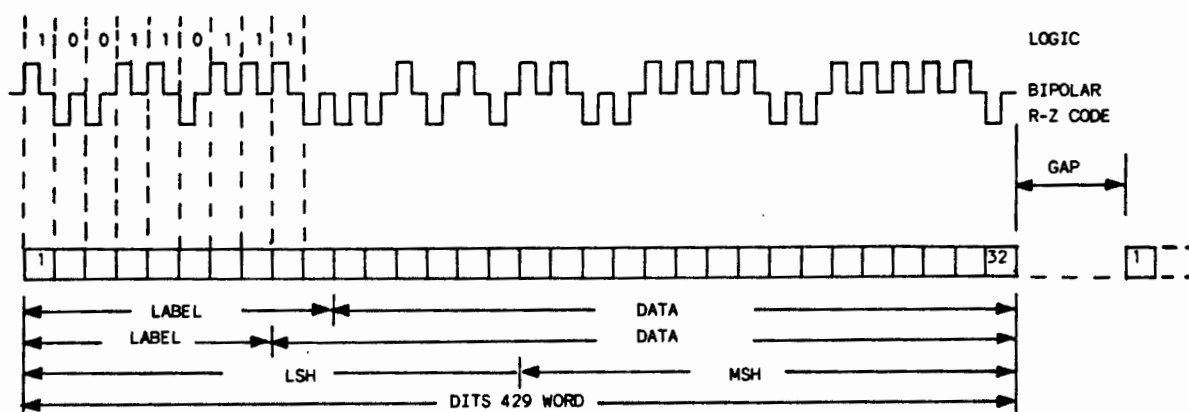 1 0 0 1 1 0 1 1 1 LOGIC
BIPOLAR
R-Z CODE
GAP
1 32 1
LABEL DATA
LABEL DATA
LSH MSH
DITS 429 WORD